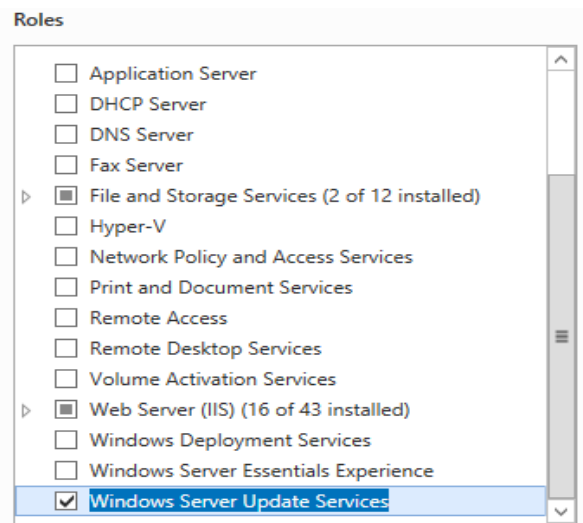 Roles
Application Server
DHCP Server
DNS Server
Fax Server
File and Storage Services (2 of 12 installed)
Hyper-V
Network Policy and Access Services
Print and Document Services
Remote Access
Remote Desktop Services
Volume Activation Services
Web Server (IIS) (16 of 43 installed)
Windows Deployment Services
Windows Server Essentials Experience
Windows Server Update Services